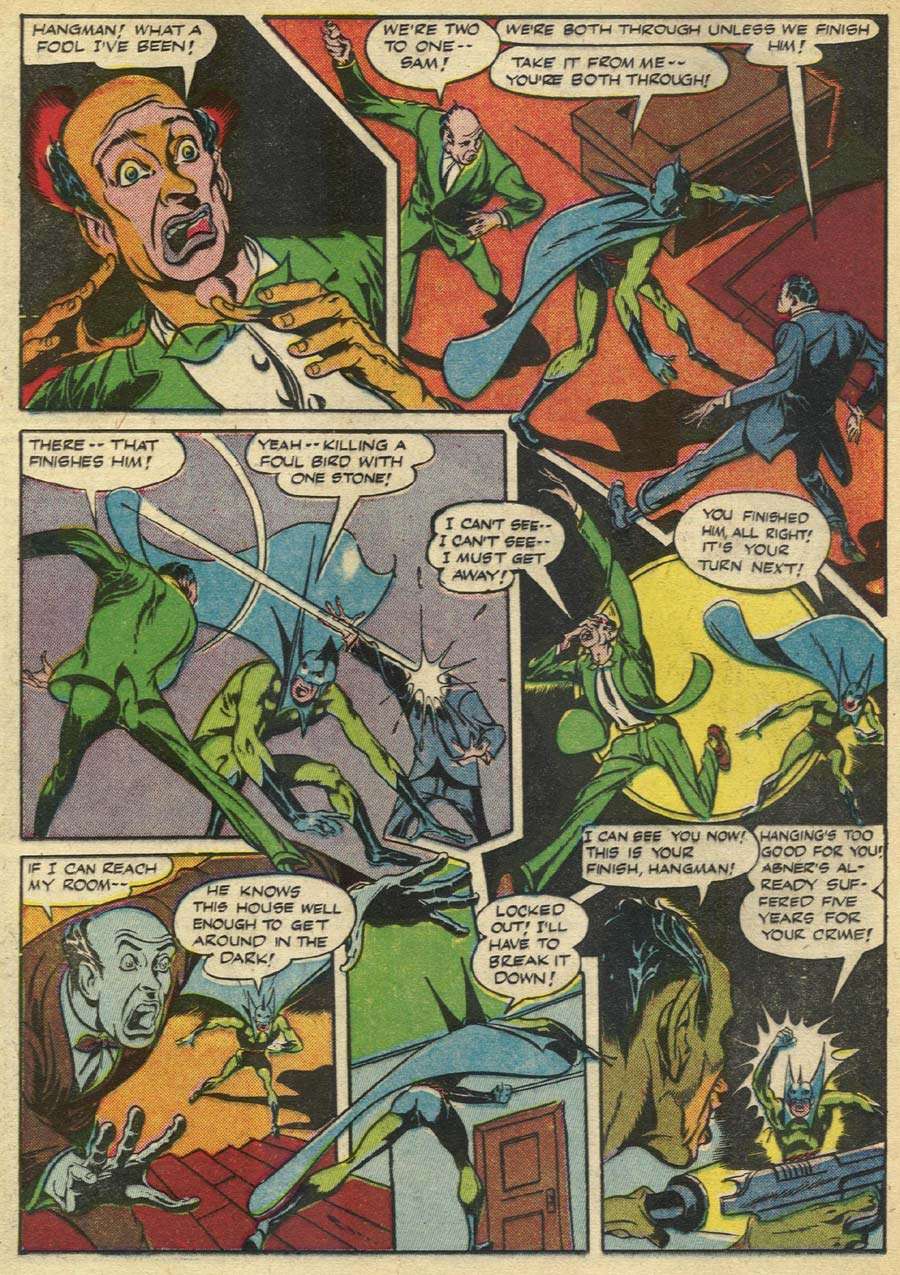 HANGMAN! WHAT A
FOOL I'VE BEEN!
WE'RE TWO
TO ONE--
SAM!
WE'RE BOTH THROUGH UNLESS WE FINISH
HIM!
TAKE IT FROM ME--
YOU'RE BOTH THROUGH!
THERE-- THAT
FINISHES HIM!
YEAH-- KILLING A
FOUL BIRD WITH
ONE STONE!
I CAN'T SEE--
I CAN'T SEE--
I MUST GET
AWAY!
YOU FINISHED
HIM, ALL RIGHT!
IT'S YOUR
TURN NEXT!
IF I CAN REACH
MY ROOM--
HE KNOWS
THIS HOUSE WELL
ENOUGH TO GET
AROUND IN THE
DARK!
LOCKED
OUT! I'LL
HAVE TO
BREAK IT
DOWN!
I CAN SEE YOU NOW!
THIS IS YOUR
FINISH, HANGMAN!
HANGING'S TOO
GOOD FOR YOU!
ABNER'S AL-
READY SUF-
FERED FIVE
YEARS FOR
YOUR CRIME!